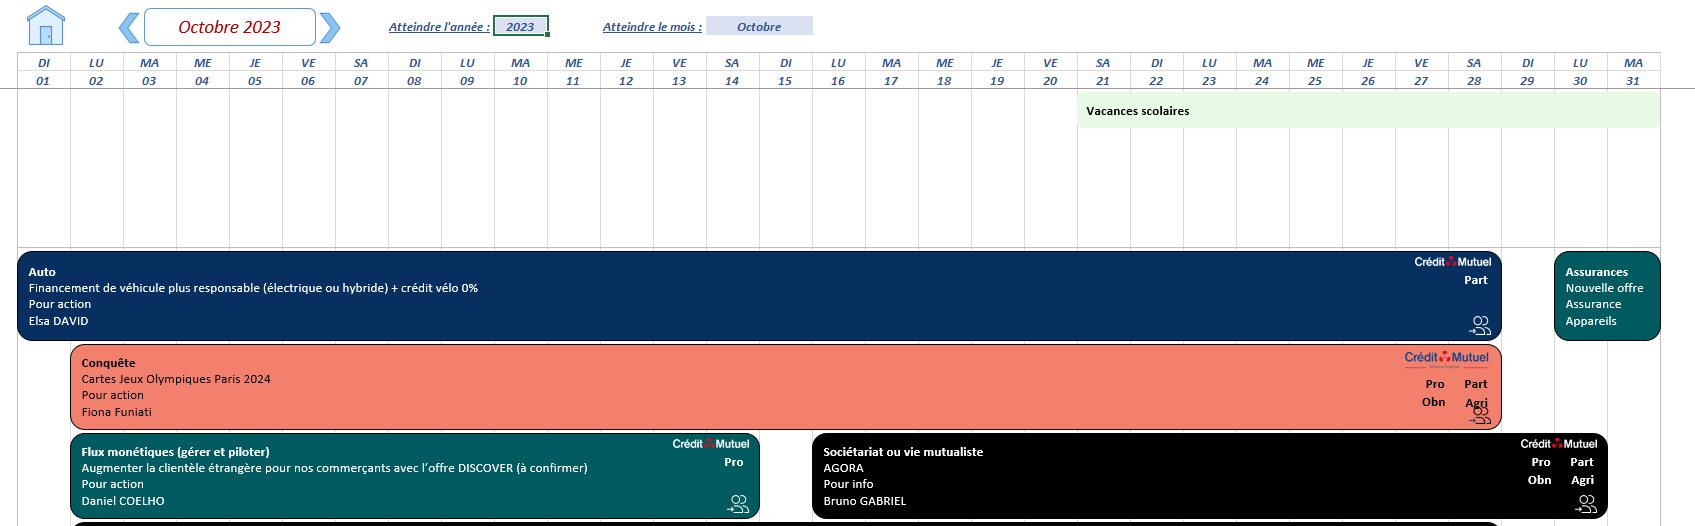 Octobre 2023
Atteindre l'année : 2023
Atteindre le mois : Octobre
DI LU MA ME JE VE SA DI LU MA ME JE VE SA DI LU MA ME JE VE SA DI LU MA ME JE VE SA DI LU MA
01 02 03 04 05 06 07 08 09 10 11 12 13 14 15 16 17 18 19 20 21 22 23 24 25 26 27 28 29 30 31
Vacances scolaires
Auto
Financement de véhicule plus responsable (électrique ou hybride) + crédit vélo 0%
Pour action
Elsa DAVID
Crédit Mutuel
Part
Assurances
Nouvelle offre
Assurance
Appareils
Conquête
Cartes Jeux Olympiques Paris 2024
Pour action
Fiona Funiati
Crédit Mutuel
Pro Part
Obn Agri
Flux monétiques (gérer et piloter)
Augmenter la clientèle étrangère pour nos commerçants avec l’offre DISCOVER (à confirmer)
Pour action
Daniel COELHO
Crédit Mutuel
Pro
Sociétariat ou vie mutualiste
AGORA
Pour info
Bruno GABRIEL
Crédit Mutuel
Pro Part
Obn Agri